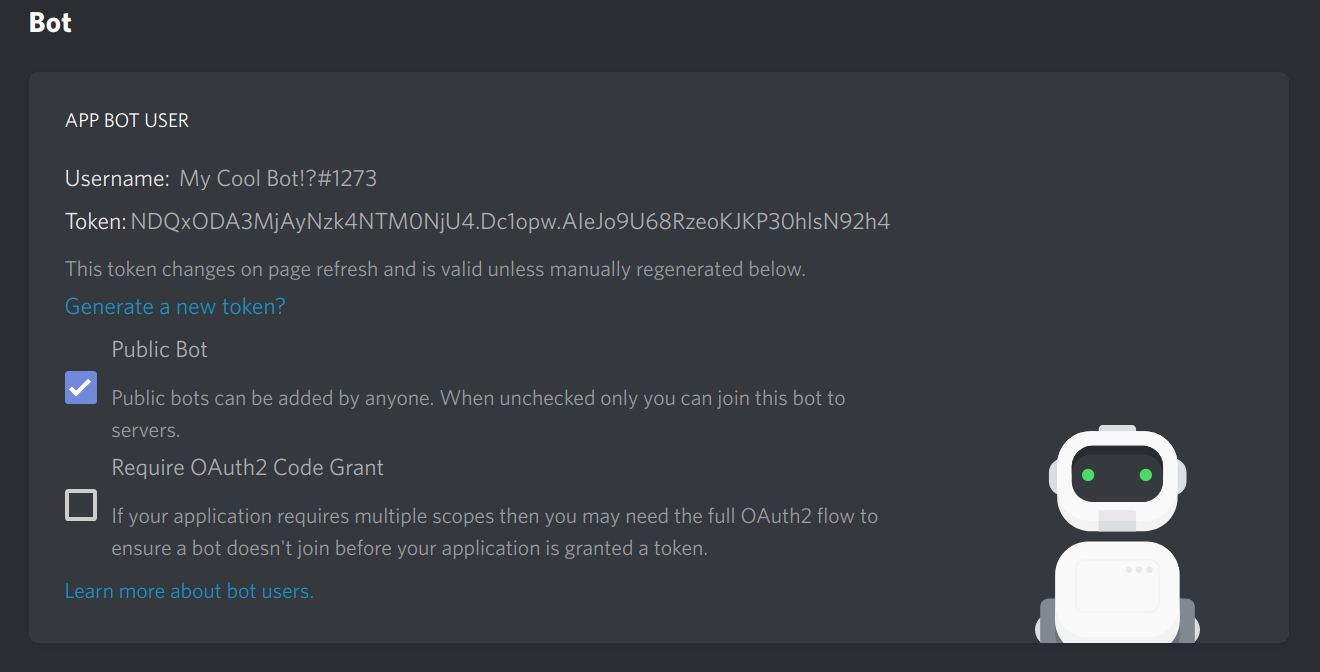 Bot
APP BOT USER
Username: My Cool Bot!?#1273
Token: NDQxODA3MjAyNzk4NTM0NjU4.Dc1opw.AIeJo9U68RzeoKJKP30hlsN92h4
This token changes on page refresh and is valid unless manually regenerated below.
Generate a new token?
Public Bot
Public bots can be added by anyone. When unchecked only you can join this bot to
servers.
Require OAuth2 Code Grant
If your application requires multiple scopes then you may need the full OAuth2 flow to
ensure a bot doesn't join before your application is granted a token.
Learn more about bot users.